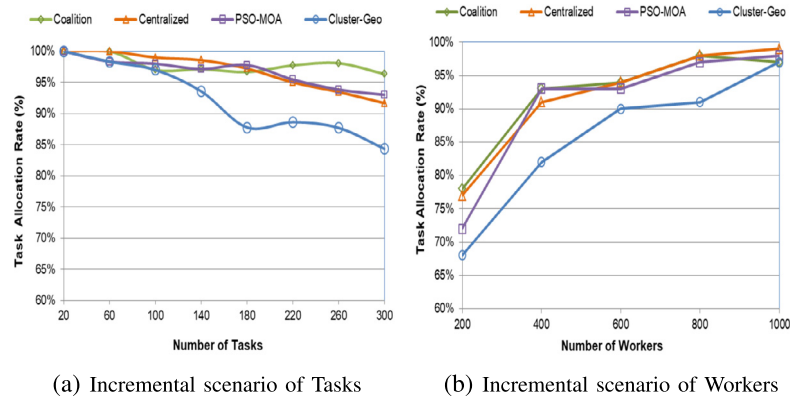 Coalition Centralized PSO-MOA Cluster-Geo
100%
95%
90%
85%
80%
75%
70%
65%
60%
Task Allocation Rate (%)
20 60 100 140 180 220 260 300
Number of Tasks
(a) Incremental scenario of Tasks
Coalition Centralized PSO-MOA Cluster-Geo
100%
95%
90%
85%
80%
75%
70%
65%
60%
Task Allocation Rate (%)
200 400 600 800 1000
Number of Workers
(b) Incremental scenario of Workers